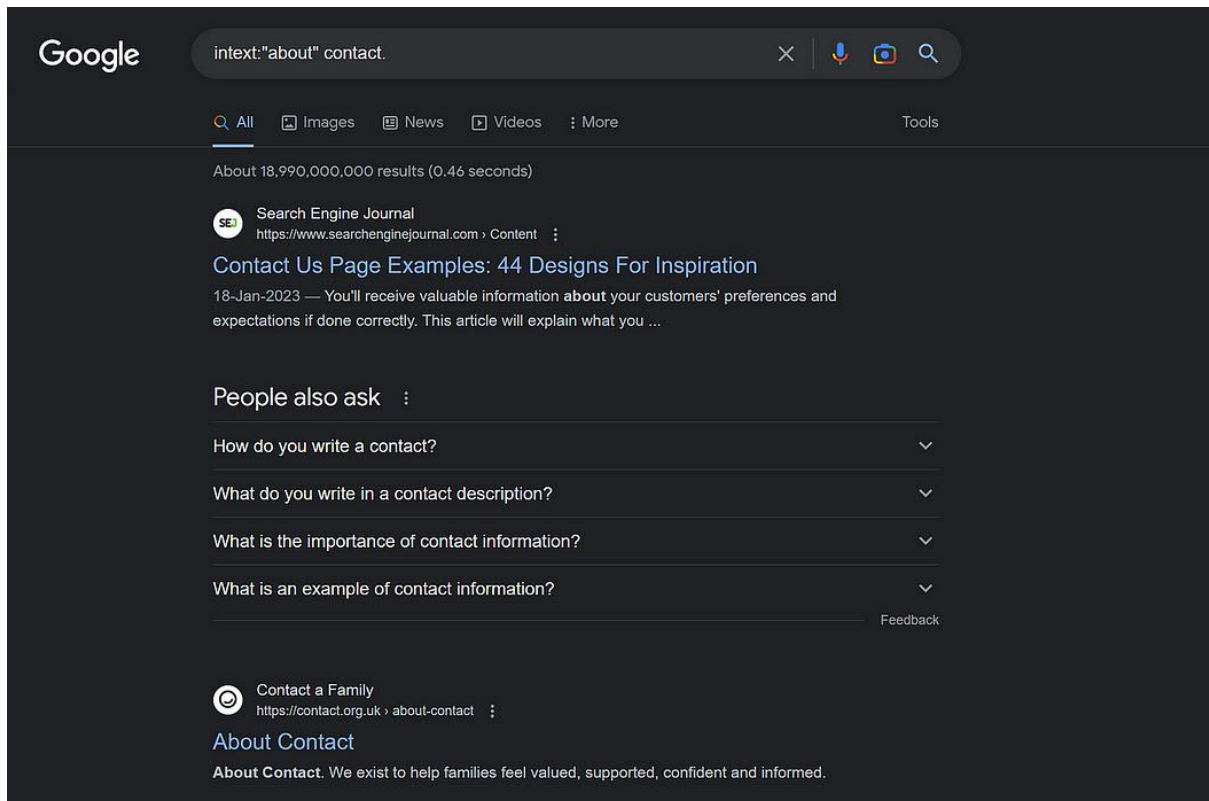 Google
intext:"about" contact.
All Images News Videos More Tools
About 18,990,000,000 results (0.46 seconds)
SEJ
Search Engine Journal
https://www.searchenginejournal.com › Content
Contact Us Page Examples: 44 Designs For Inspiration
18-Jan-2023 — You'll receive valuable information about your customers' preferences and
expectations if done correctly. This article will explain what you ...
People also ask
How do you write a contact?
What do you write in a contact description?
What is the importance of contact information?
What is an example of contact information?
Feedback
Contact a Family
https://contact.org.uk › about-contact
About Contact
About Contact. We exist to help families feel valued, supported, confident and informed.